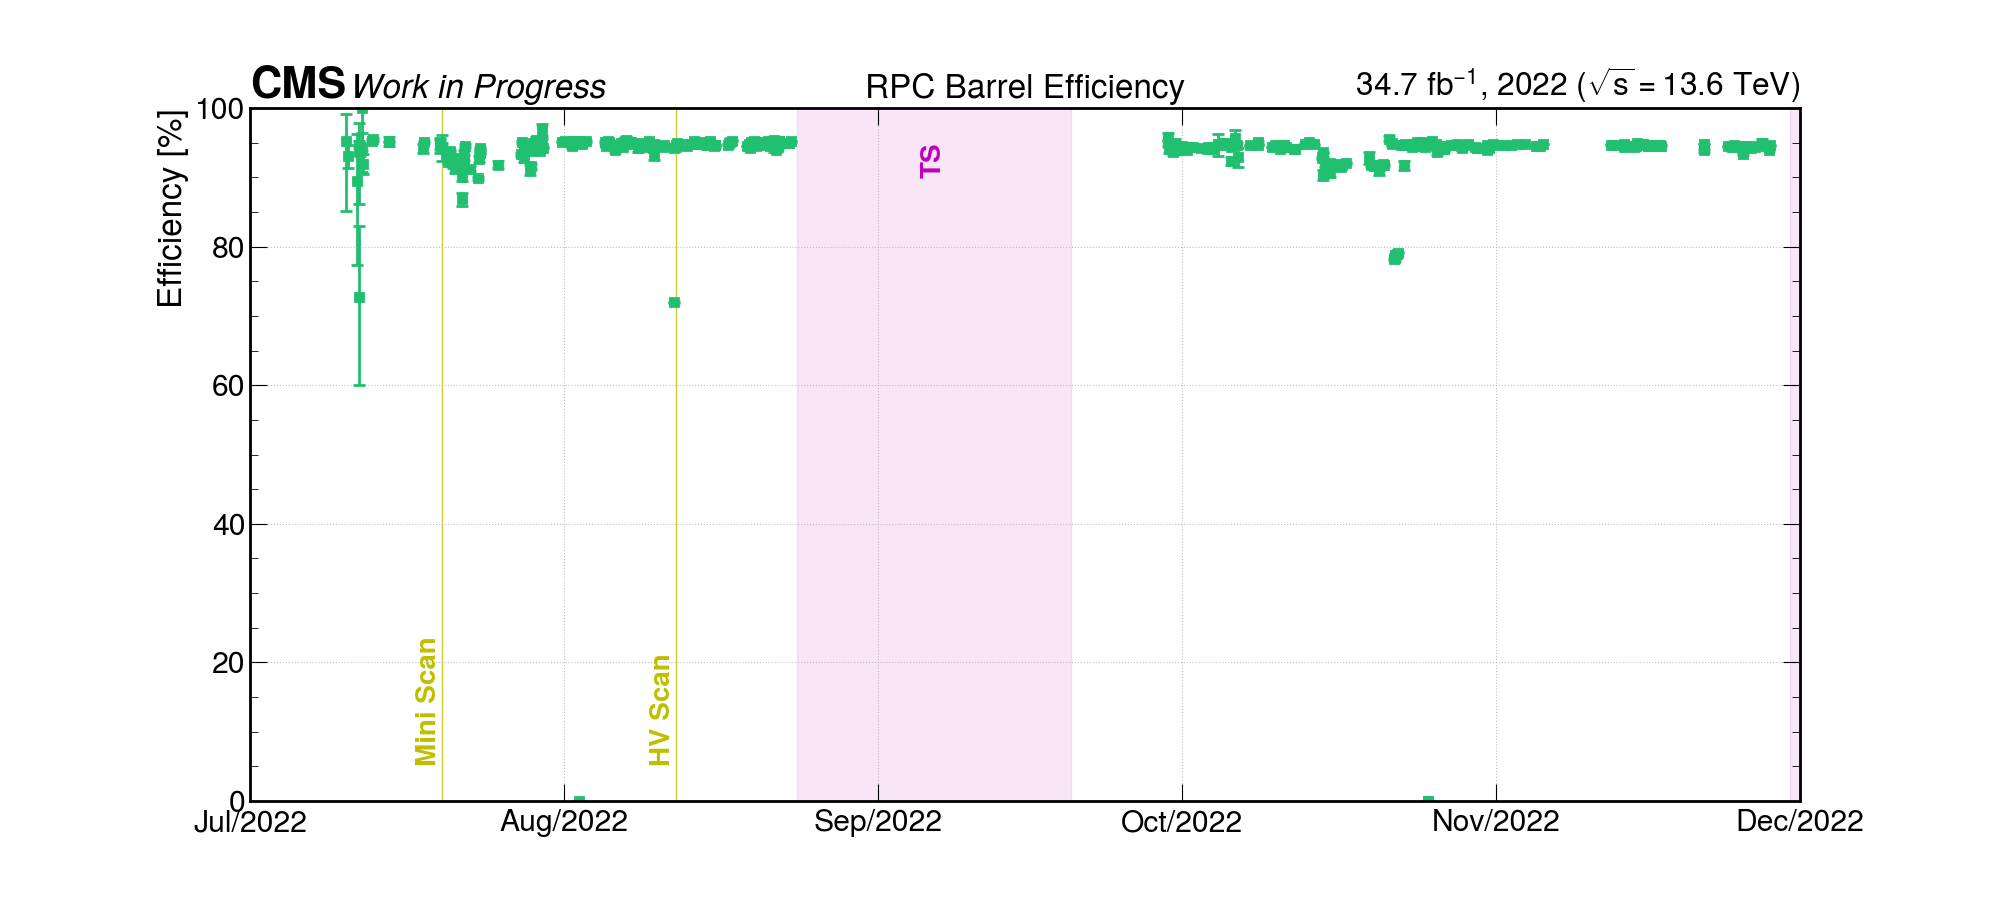 CMS Work in Progress RPC Barrel Efficiency 34.7 fb⁻¹, 2022 (√s = 13.6 TeV)
Efficiency [%]
100
80
60
40
20
0
TS
Mini Scan
HV Scan
Jul/2022 Aug/2022 Sep/2022 Oct/2022 Nov/2022 Dec/2022